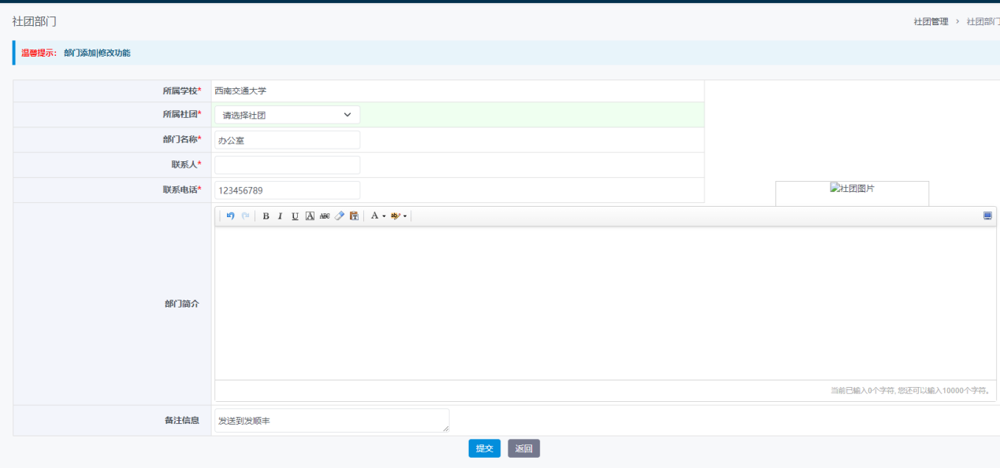 社团部门
社团管理 › 社团部门
温馨提示： 部门添加|修改功能
所属学校* 西南交通大学
所属社团* 请选择社团
部门名称* 办公室
联系人*
联系电话* 123456789
社团图片
B I U A ABC A ab
部门简介
当前已输入0个字符, 您还可以输入10000个字符。
备注信息 发送到发顺丰
提交 返回